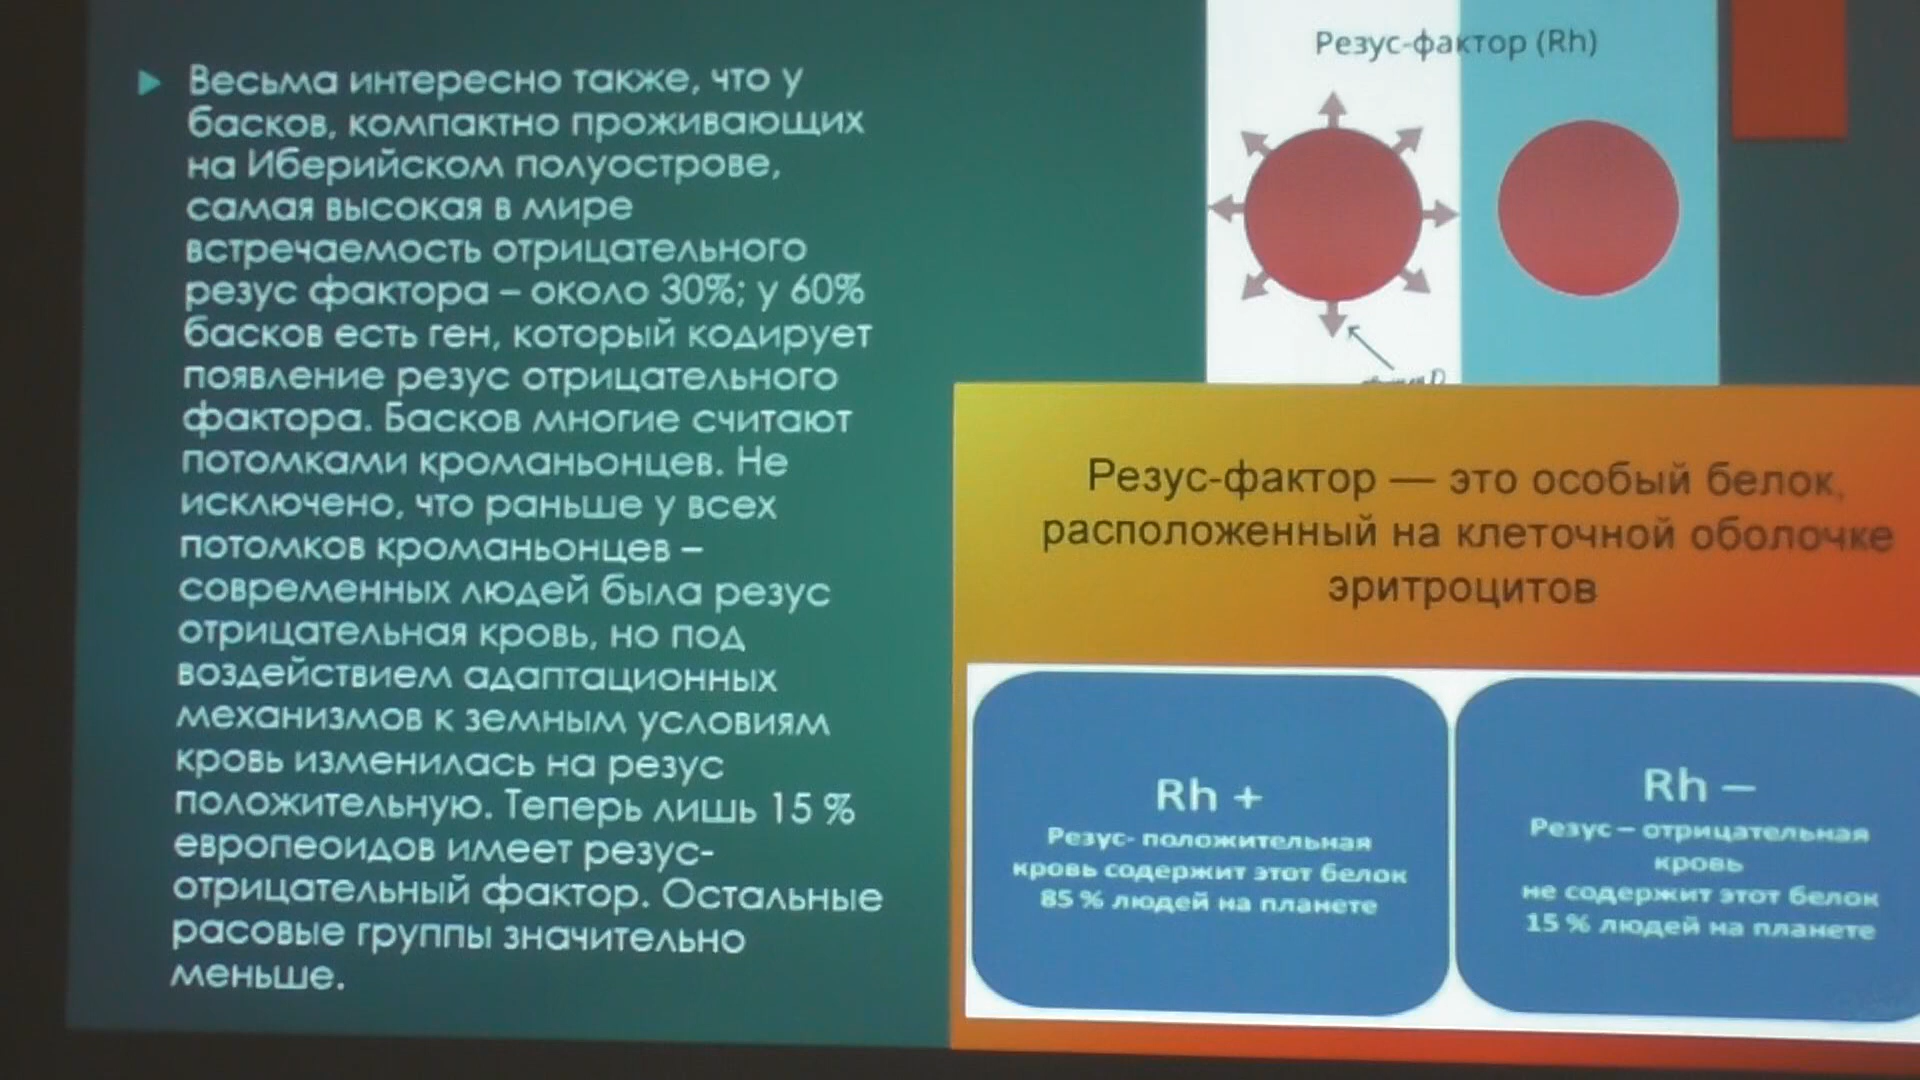 Весьма интересно также, что у
басков, компактно проживающих
на Иберийском полуострове,
самая высокая в мире
встречаемость отрицательного
резус фактора – около 30%; у 60%
басков есть ген, который кодирует
появление резус отрицательного
фактора. Басков многие считают
потомками кроманьонцев. Не
исключено, что раньше у всех
потомков кроманьонцев –
современных людей была резус
отрицательная кровь, но под
воздействием адаптационных
механизмов к земным условиям
кровь изменилась на резус
положительную. Теперь лишь 15 %
европеоидов имеет резус-
отрицательный фактор. Остальные
расовые группы значительно
меньше.
Резус-фактор (Rh)
Резус-фактор — это особый белок,
расположенный на клеточной оболочке
эритроцитов
Rh +
Резус- положительная
кровь содержит этот белок
85 % людей на планете
Rh –
Резус – отрицательная
кровь
не содержит этот белок
15 % людей на планете